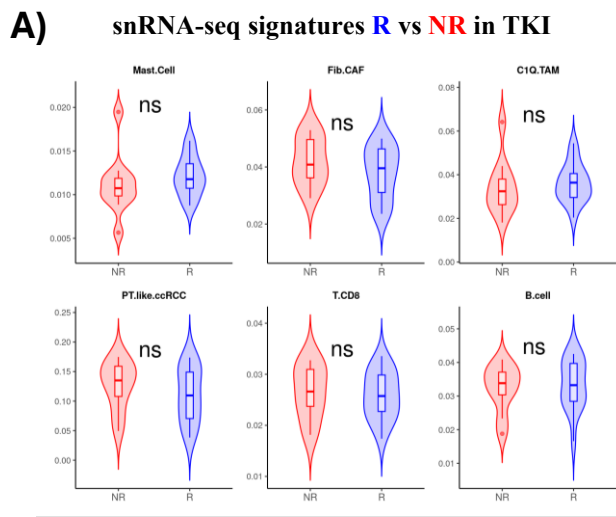 A) snRNA-seq signatures R vs NR in TKI
Mast.Cell Fib.CAF C1Q.TAM
0.020 0.06 0.08
ns ns ns
0.015 0.06
0.04 0.04
0.010
0.02
0.005 0.02 0.00
NR R NR R NR R
PT.like.ccRCC T.CD8 B.cell
0.25 0.04 0.05
0.20 ns ns ns
0.04
0.15 0.03
0.10 0.03
0.05 0.02 0.02
0.00 0.01
0.01
NR R NR R NR R